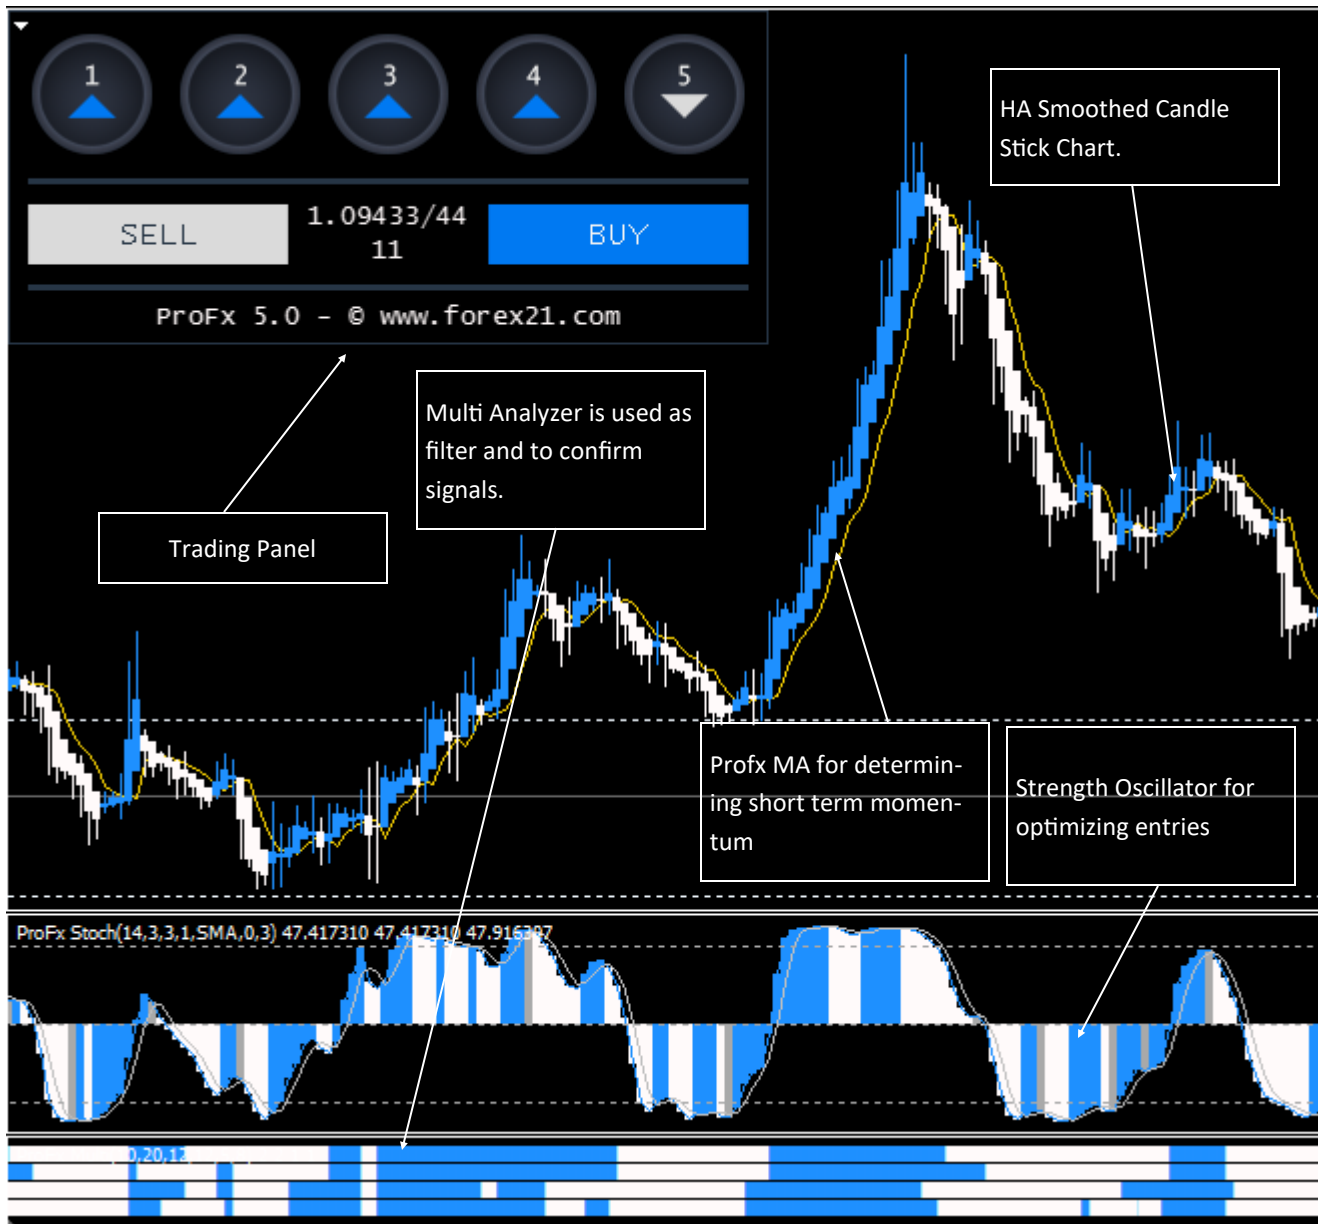 1 2 3 4 5
SELL
1.09433/44
11
BUY
ProFx 5.0 - © www.forex21.com
HA Smoothed Candle
Stick Chart.
Multi Analyzer is used as
filter and to confirm
signals.
Trading Panel
Profx MA for determin-
ing short term momen-
tum
Strength Oscillator for
optimizing entries
ProFx Stoch(14,3,3,1,SMA,0,3) 47.417310 47.417310 47.916397